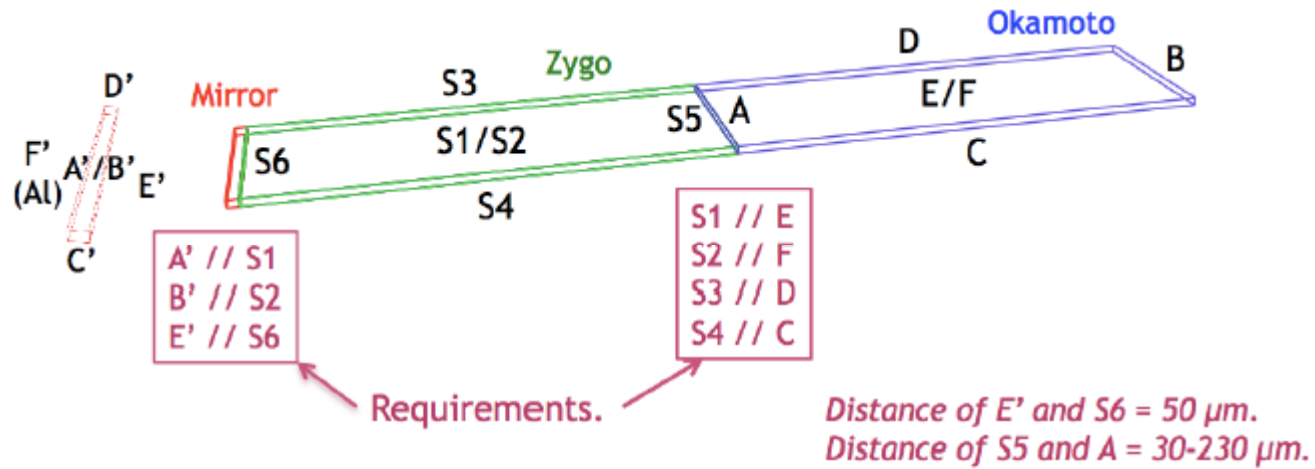 Okamoto
D
B
Zygo
E/F
D'
S3
Mirror
A
S5
S1/S2
F'
A'/B'
S6
C
(Al)
E'
S4
C'
S1 // E
S2 // F
S3 // D
S4 // C
A' // S1
B' // S2
E' // S6
Requirements.
Distance of E' and S6 = 50 µm.
Distance of S5 and A = 30-230 µm.